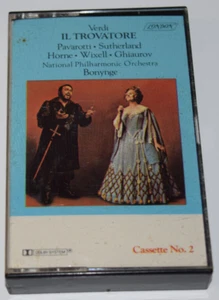 Verdi
IL TROVATORE
Pavarotti • Sutherland
Horne • Wixell • Ghiaurov
National Philharmonic Orchestra
Bonynge
Cassette No. 2